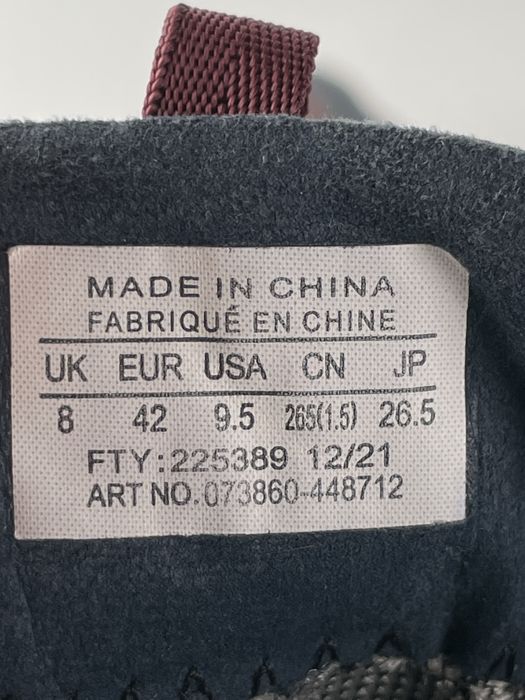 MADE IN CHINA
FABRIQUÉ EN CHINE
UK EUR USA CN JP
8 42 9.5 265(1.5) 26.5
FTY:225389 12/21
ART NO.073860-448712